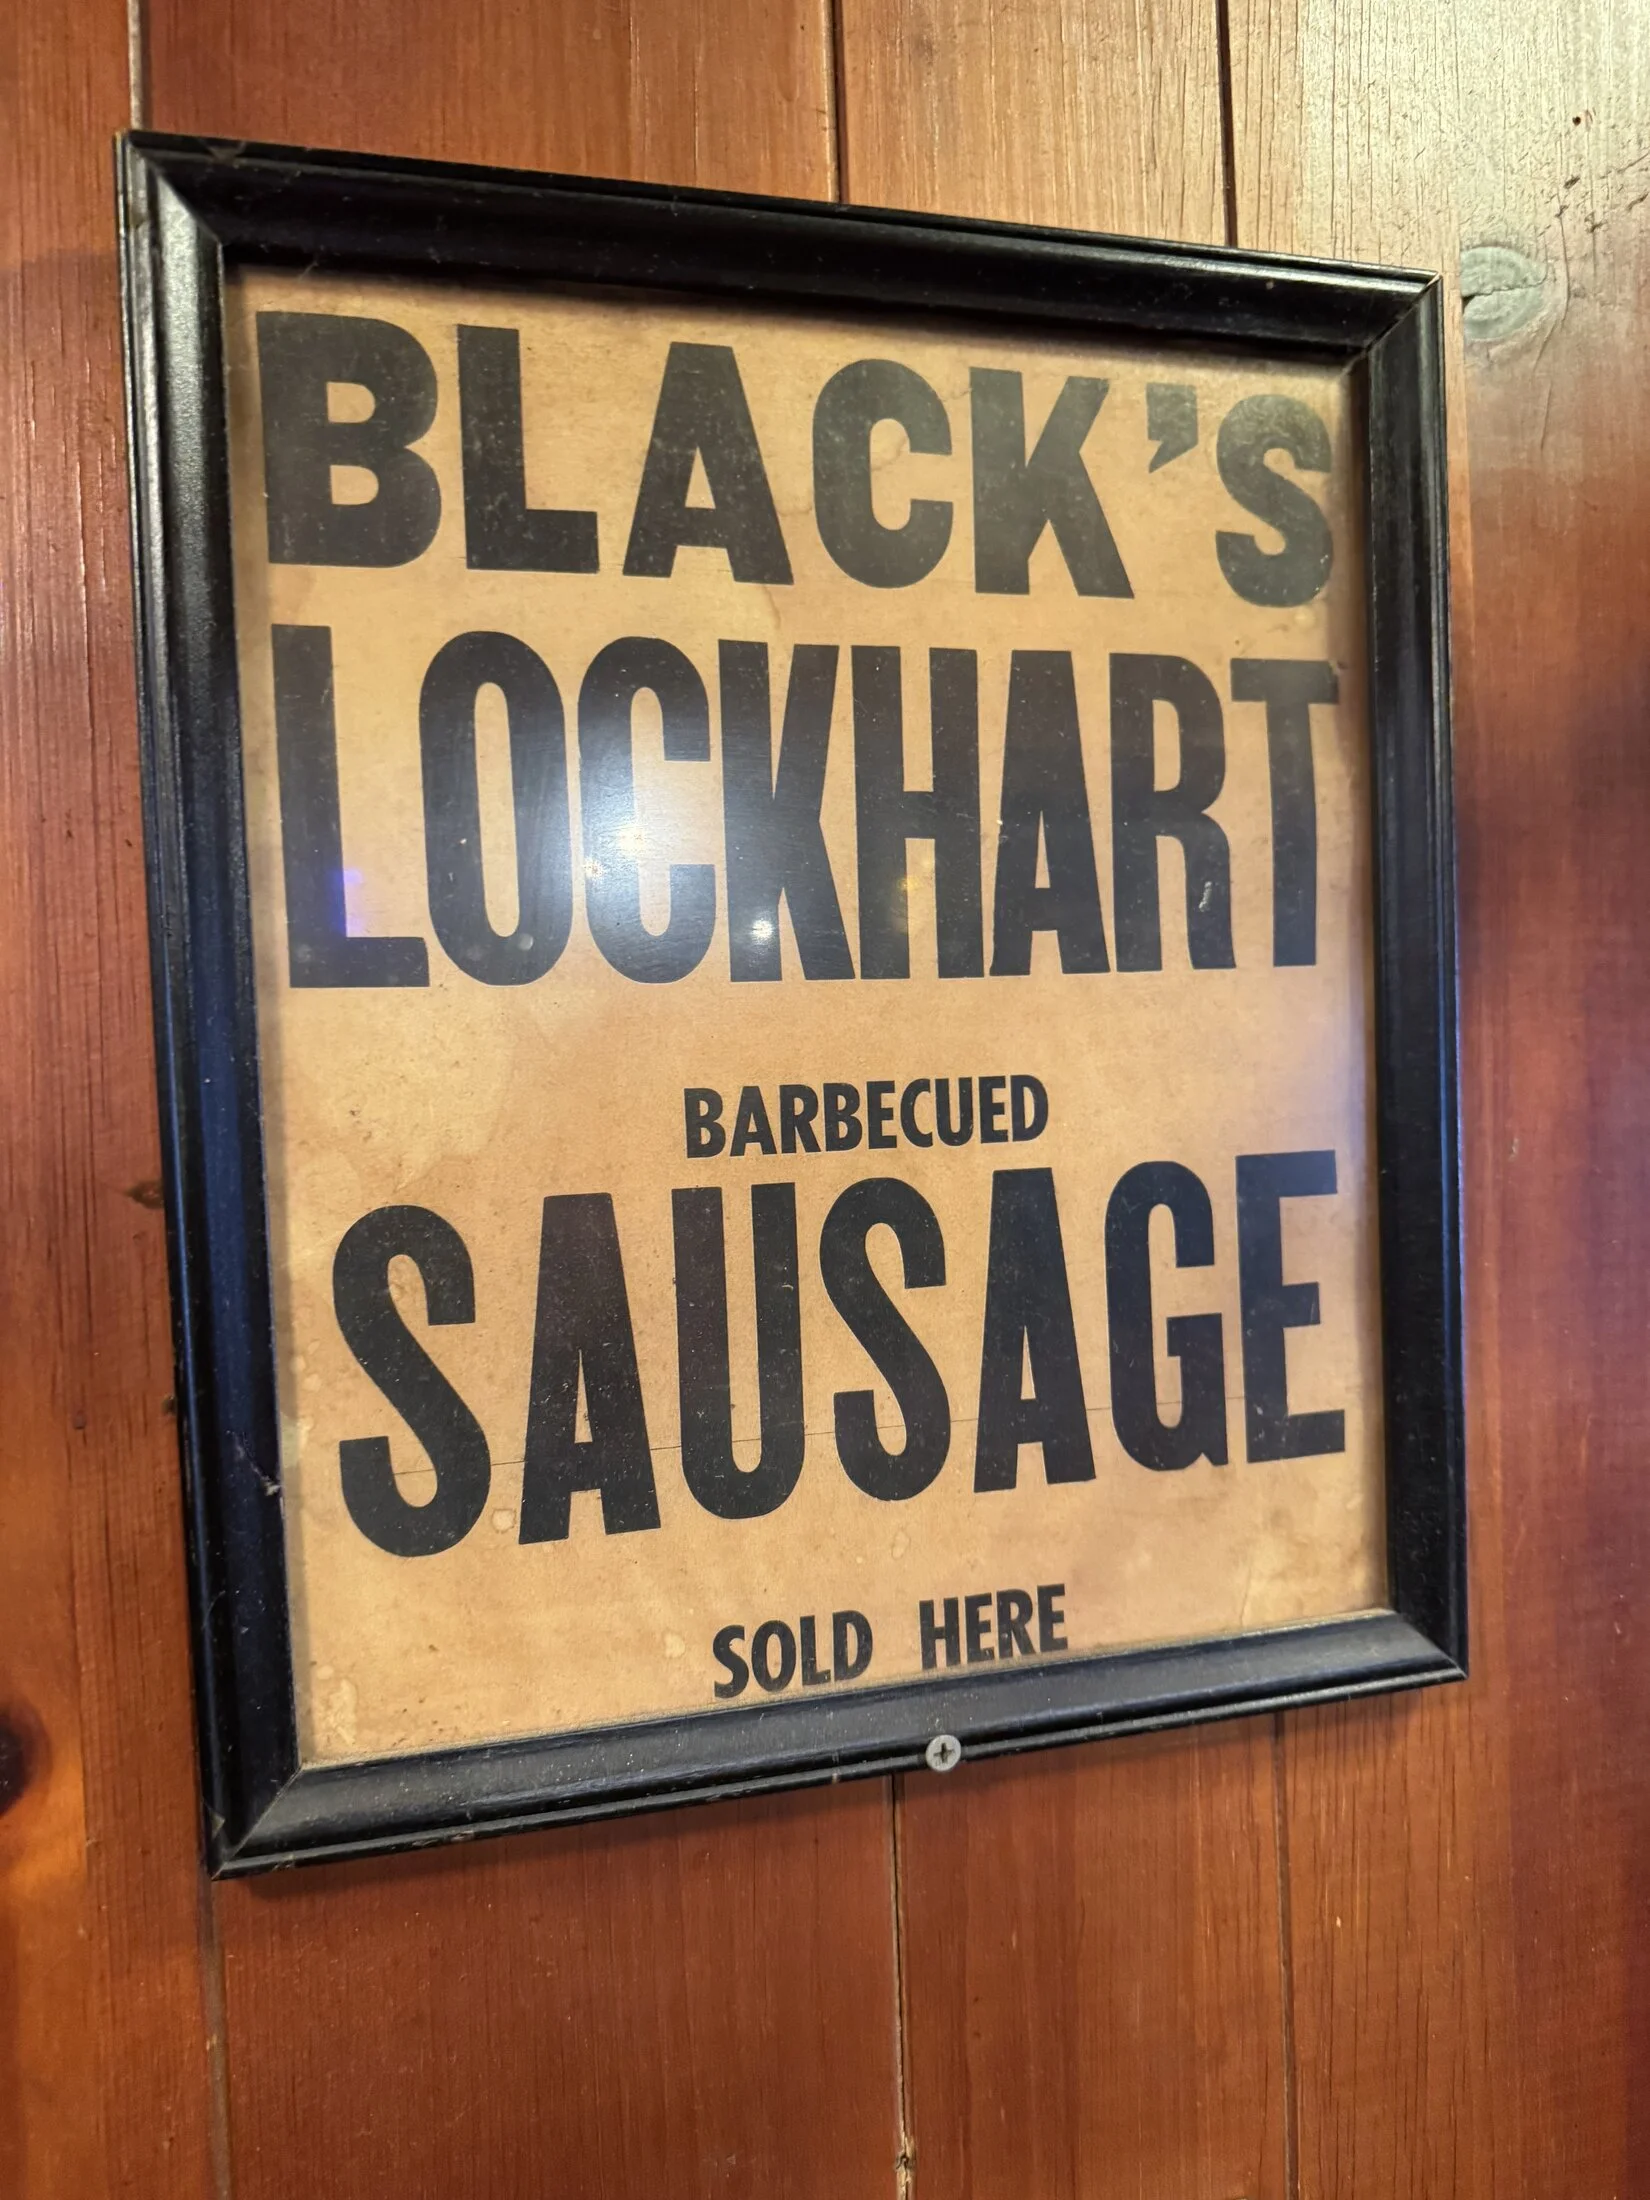 BLACK'S
LOCKHART
BARBECUED
SAUSAGE
SOLD HERE